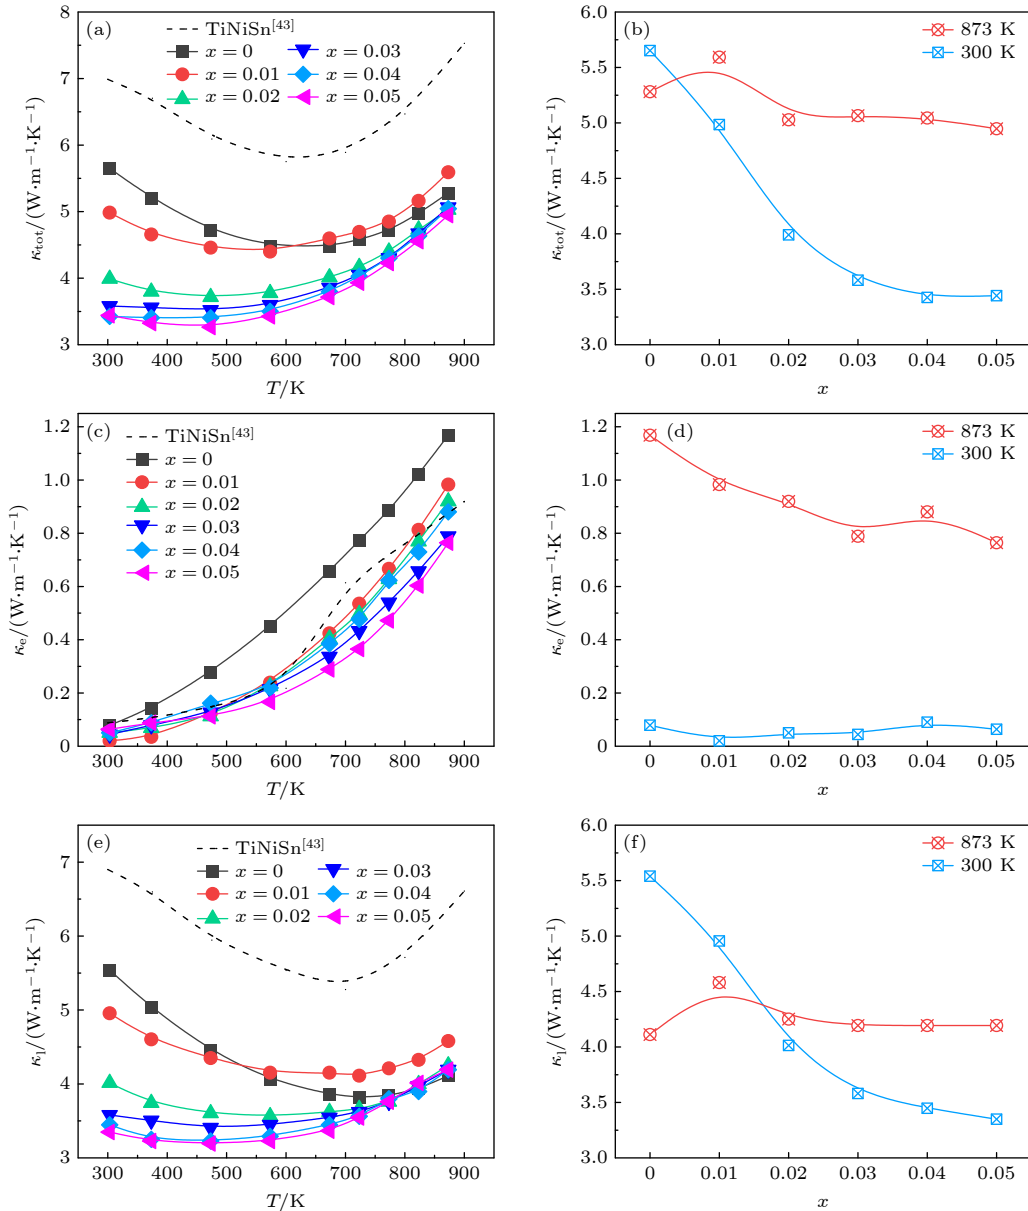 (a)
TiNiSn[43]
x = 0
x = 0.03
x = 0.01
x = 0.04
x = 0.02
x = 0.05
8
7
6
5
4
3
κtot/(W·m−1·K−1)
300 400 500 600 700 800 900
T/K
(b)
873 K
300 K
6.0
5.5
5.0
4.5
4.0
3.5
3.0
κtot/(W·m−1·K−1)
0 0.01 0.02 0.03 0.04 0.05
x
(c)
TiNiSn[43]
x = 0
x = 0.01
x = 0.02
x = 0.03
x = 0.04
x = 0.05
1.2
1.0
0.8
0.6
0.4
0.2
0
κe/(W·m−1·K−1)
300 400 500 600 700 800 900
T/K
(d)
873 K
300 K
1.2
1.0
0.8
0.6
0.4
0.2
0
κe/(W·m−1·K−1)
0 0.01 0.02 0.03 0.04 0.05
x
(e)
TiNiSn[43]
x = 0
x = 0.03
x = 0.01
x = 0.04
x = 0.02
x = 0.05
7
6
5
4
3
κl/(W·m−1·K−1)
300 400 500 600 700 800 900
T/K
(f)
873 K
300 K
6.0
5.5
5.0
4.5
4.0
3.5
3.0
κl/(W·m−1·K−1)
0 0.01 0.02 0.03 0.04 0.05
x